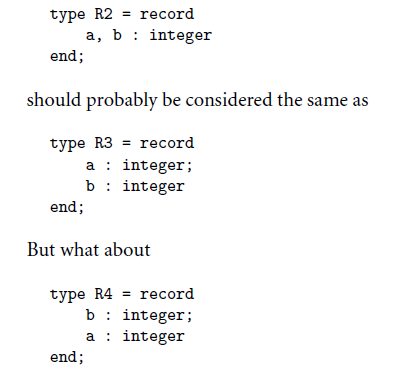 type R2 = record
a, b : integer
end;
should probably be considered the same as
type R3 = record
a : integer;
b : integer
end;
But what about
type R4 = record
b : integer;
a : integer
end;